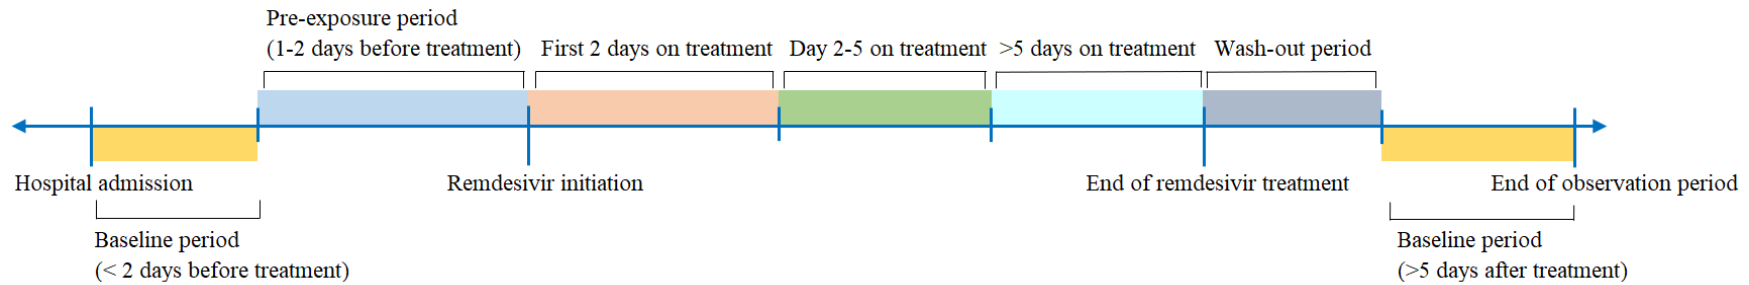 Pre-exposure period
(1-2 days before treatment)
First 2 days on treatment
Day 2-5 on treatment
>5 days on treatment
Wash-out period
Hospital admission
Remdesivir initiation
End of remdesivir treatment
End of observation period
Baseline period
(< 2 days before treatment)
Baseline period
(>5 days after treatment)